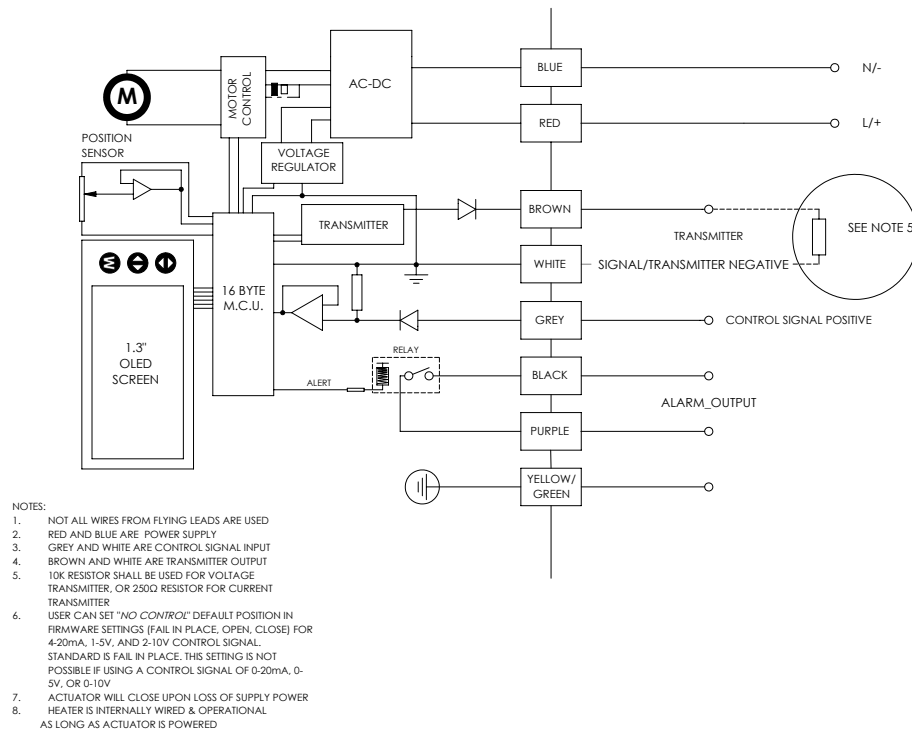 BLUE
N/-
AC-DC
MOTOR
CONTROL
M
RED
L/+
POSITION
SENSOR
VOLTAGE
REGULATOR
BROWN
TRANSMITTER
TRANSMITTER
SEE NOTE 5
WHITE
SIGNAL/TRANSMITTER NEGATIVE
M
16 BYTE
M.C.U.
GREY
CONTROL SIGNAL POSITIVE
1.3"
OLED
SCREEN
RELAY
BLACK
ALERT
ALARM_OUTPUT
PURPLE
YELLOW/
GREEN
NOTES:
1. NOT ALL WIRES FROM FLYING LEADS ARE USED
2. RED AND BLUE ARE POWER SUPPLY
3. GREY AND WHITE ARE CONTROL SIGNAL INPUT
4. BROWN AND WHITE ARE TRANSMITTER OUTPUT
5. 10K RESISTOR SHALL BE USED FOR VOLTAGE
TRANSMITTER, OR 250Ω RESISTOR FOR CURRENT
TRANSMITTER
6. USER CAN SET "NO CONTROL" DEFAULT POSITION IN
FIRMWARE SETTINGS (FAIL IN PLACE, OPEN, CLOSE) FOR
4-20mA, 1-5V, AND 2-10V CONTROL SIGNAL.
STANDARD IS FAIL IN PLACE. THIS SETTING IS NOT
POSSIBLE IF USING A CONTROL SIGNAL OF 0-20mA, 0-
5V, OR 0-10V
7. ACTUATOR WILL CLOSE UPON LOSS OF SUPPLY POWER
8. HEATER IS INTERNALLY WIRED & OPERATIONAL
AS LONG AS ACTUATOR IS POWERED